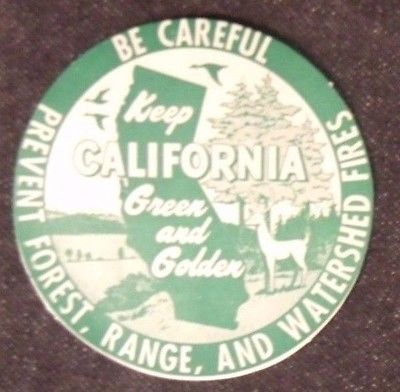 BE CAREFUL
Keep
CALIFORNIA
Green
and
Golden
PREVENT FOREST, RANGE, AND WATERSHED FIRES